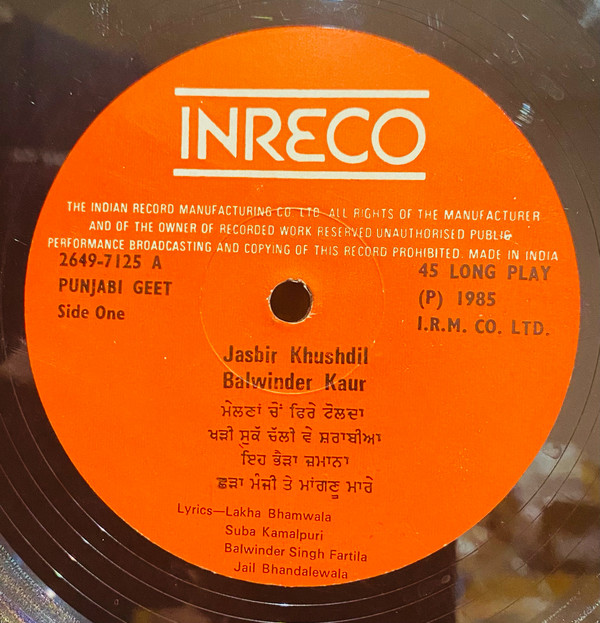 INRECO
THE INDIAN RECORD MANUFACTURING CO. LTD. ALL RIGHTS OF THE MANUFACTURER
AND OF THE OWNER OF RECORDED WORK RESERVED UNAUTHORISED PUBLIC
PERFORMANCE BROADCASTING AND COPYING OF THIS RECORD PROHIBITED. MADE IN INDIA
2649-7125 A
PUNJABI GEET
Side One
45 LONG PLAY
(P) 1985
I.R.M. CO. LTD.
Jasbir Khushdil
Balwinder Kaur
ਮੇਲਣਾਂ ਚੋਂ ਫਿਰੇ ਟੋਲਦਾ
ਖੜੀ ਸੁਕੱ ਚੱਲੀ ਵੇ ਸ਼ਰਾਬੀਆ
ਇਹ ਭੈੜਾ ਜ਼ਮਾਨਾ
ਛੜਾ ਮੰਜੀ ਤੇ ਮਾਂਗਣੂ ਮਾਰੇ
Lyrics—Lakha Bhamwala
Suba Kamalpuri
Balwinder Singh Fartila
Jail Bhandalewala